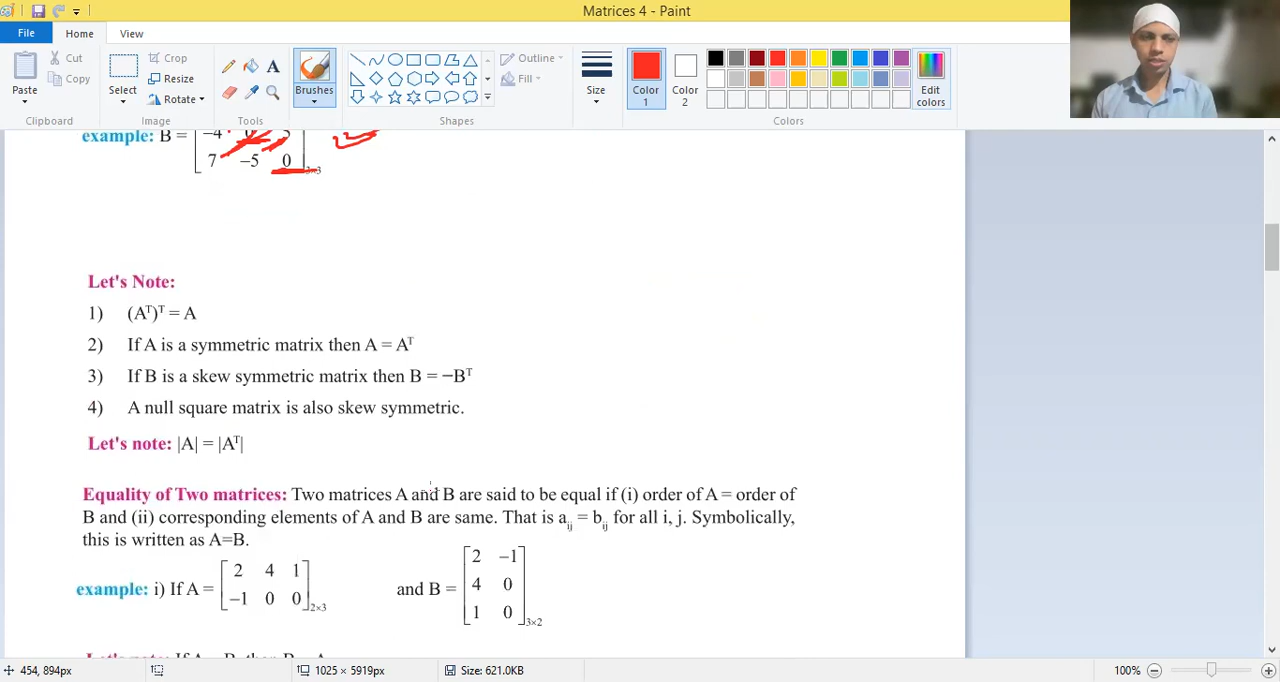 Matrices 4 - Paint
File Home View
Paste
Cut
Copy
Clipboard
Select
Crop
Resize
Rotate
Image
A
Tools
Brushes
Outline
Fill
Shapes
Size
Color 1
Color 2
Edit colors
Colors
example: B =
-4
7 -5 0
Let's Note:
1) (Aᵀ)ᵀ = A
2) If A is a symmetric matrix then A = Aᵀ
3) If B is a skew symmetric matrix then B = −Bᵀ
4) A null square matrix is also skew symmetric.
Let's note: |A| = |Aᵀ|
Equality of Two matrices: Two matrices A and B are said to be equal if (i) order of A = order of
B and (ii) corresponding elements of A and B are same. That is aij = bij for all i, j. Symbolically,
this is written as A=B.
example: i) If A = [2 4 1
−1 0 0] 2×3
and B = [2 −1
4 0
1 0] 3×2
454, 894px
1025 × 5919px
Size: 621.0KB
100%